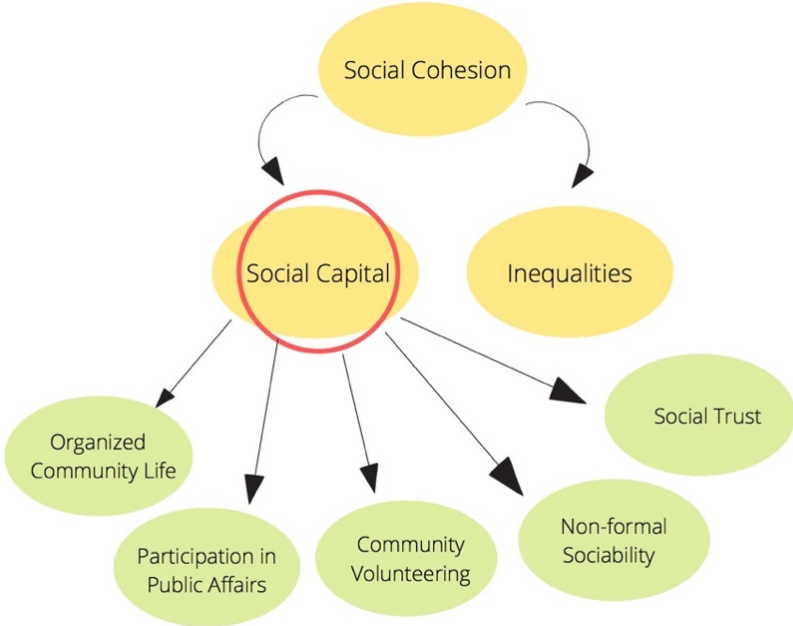 Social Cohesion
Social Capital
Inequalities
Organized
Community Life
Participation in
Public Affairs
Community
Volunteering
Non-formal
Sociability
Social Trust